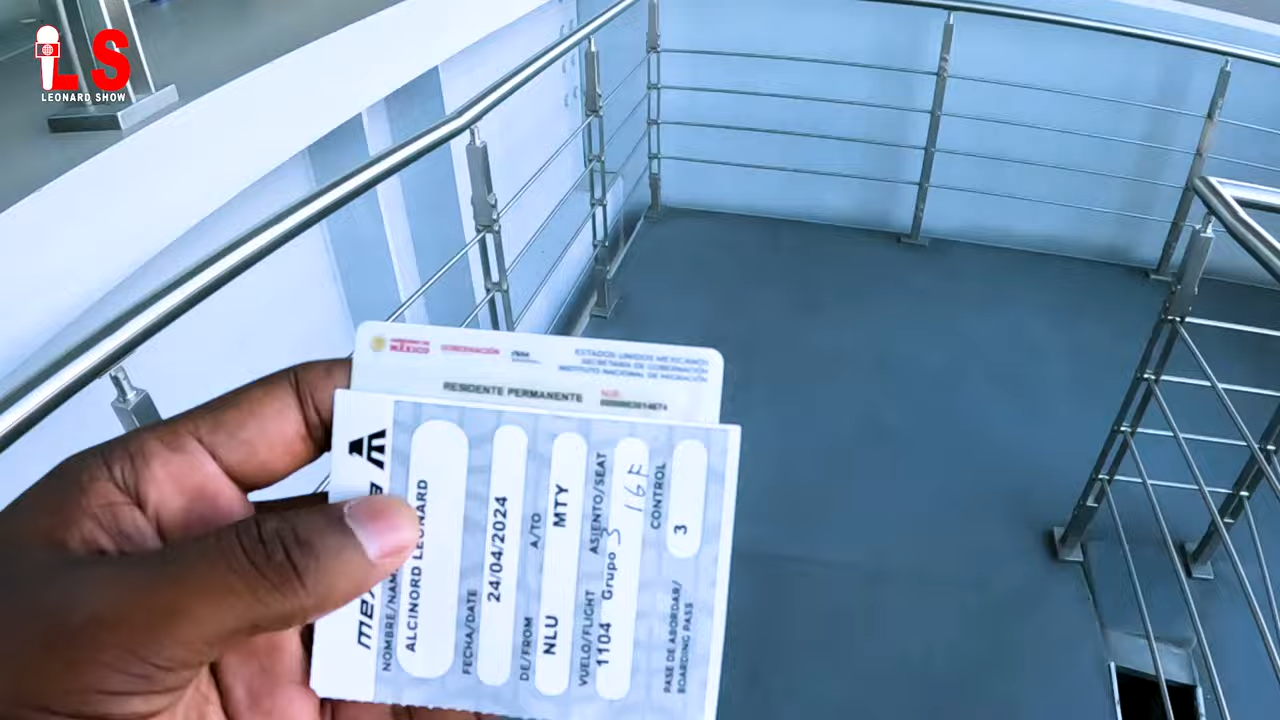 LS
LEONARD SHOW
MÉXICO
GOBERNACIÓN
ESTADOS UNIDOS MEXICANOS
SECRETARÍA DE GOBERNACIÓN
INSTITUTO NACIONAL DE MIGRACIÓN
RESIDENTE PERMANENTE
NOMBRE/NAM
ALCINORD LEONARD
FECHA/DATE
24/04/2024
DE/FROM A/TO
NLU MTY
VUELO/FLIGHT ASIENTO/SEAT
1104 Grupo 3 16F
PASE DE ABORDAR/
BOARDING PASS
CONTROL
3